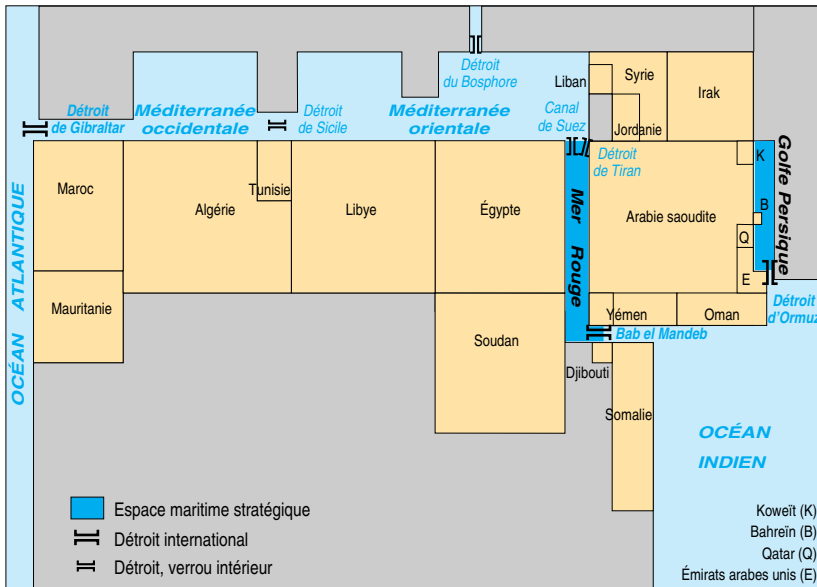 Détroit
du Bosphore
Liban
Syrie
Irak
Détroit
de Gibraltar
Méditerranée
occidentale
Détroit
de Sicile
Méditerranée
orientale
Canal
de Suez
Jordanie
Détroit
de Tiran
K
Golfe Persique
OCÉAN ATLANTIQUE
Maroc
Algérie
Tunisie
Libye
Égypte
Mer Rouge
Arabie saoudite
B
Q
E
Mauritanie
Soudan
Yémen
Oman
Détroit
d'Ormuz
Bab el Mandeb
Djibouti
Somalie
OCÉAN
INDIEN
Espace maritime stratégique
Détroit international
Détroit, verrou intérieur
Koweït (K)
Bahreïn (B)
Qatar (Q)
Émirats arabes unis (E)